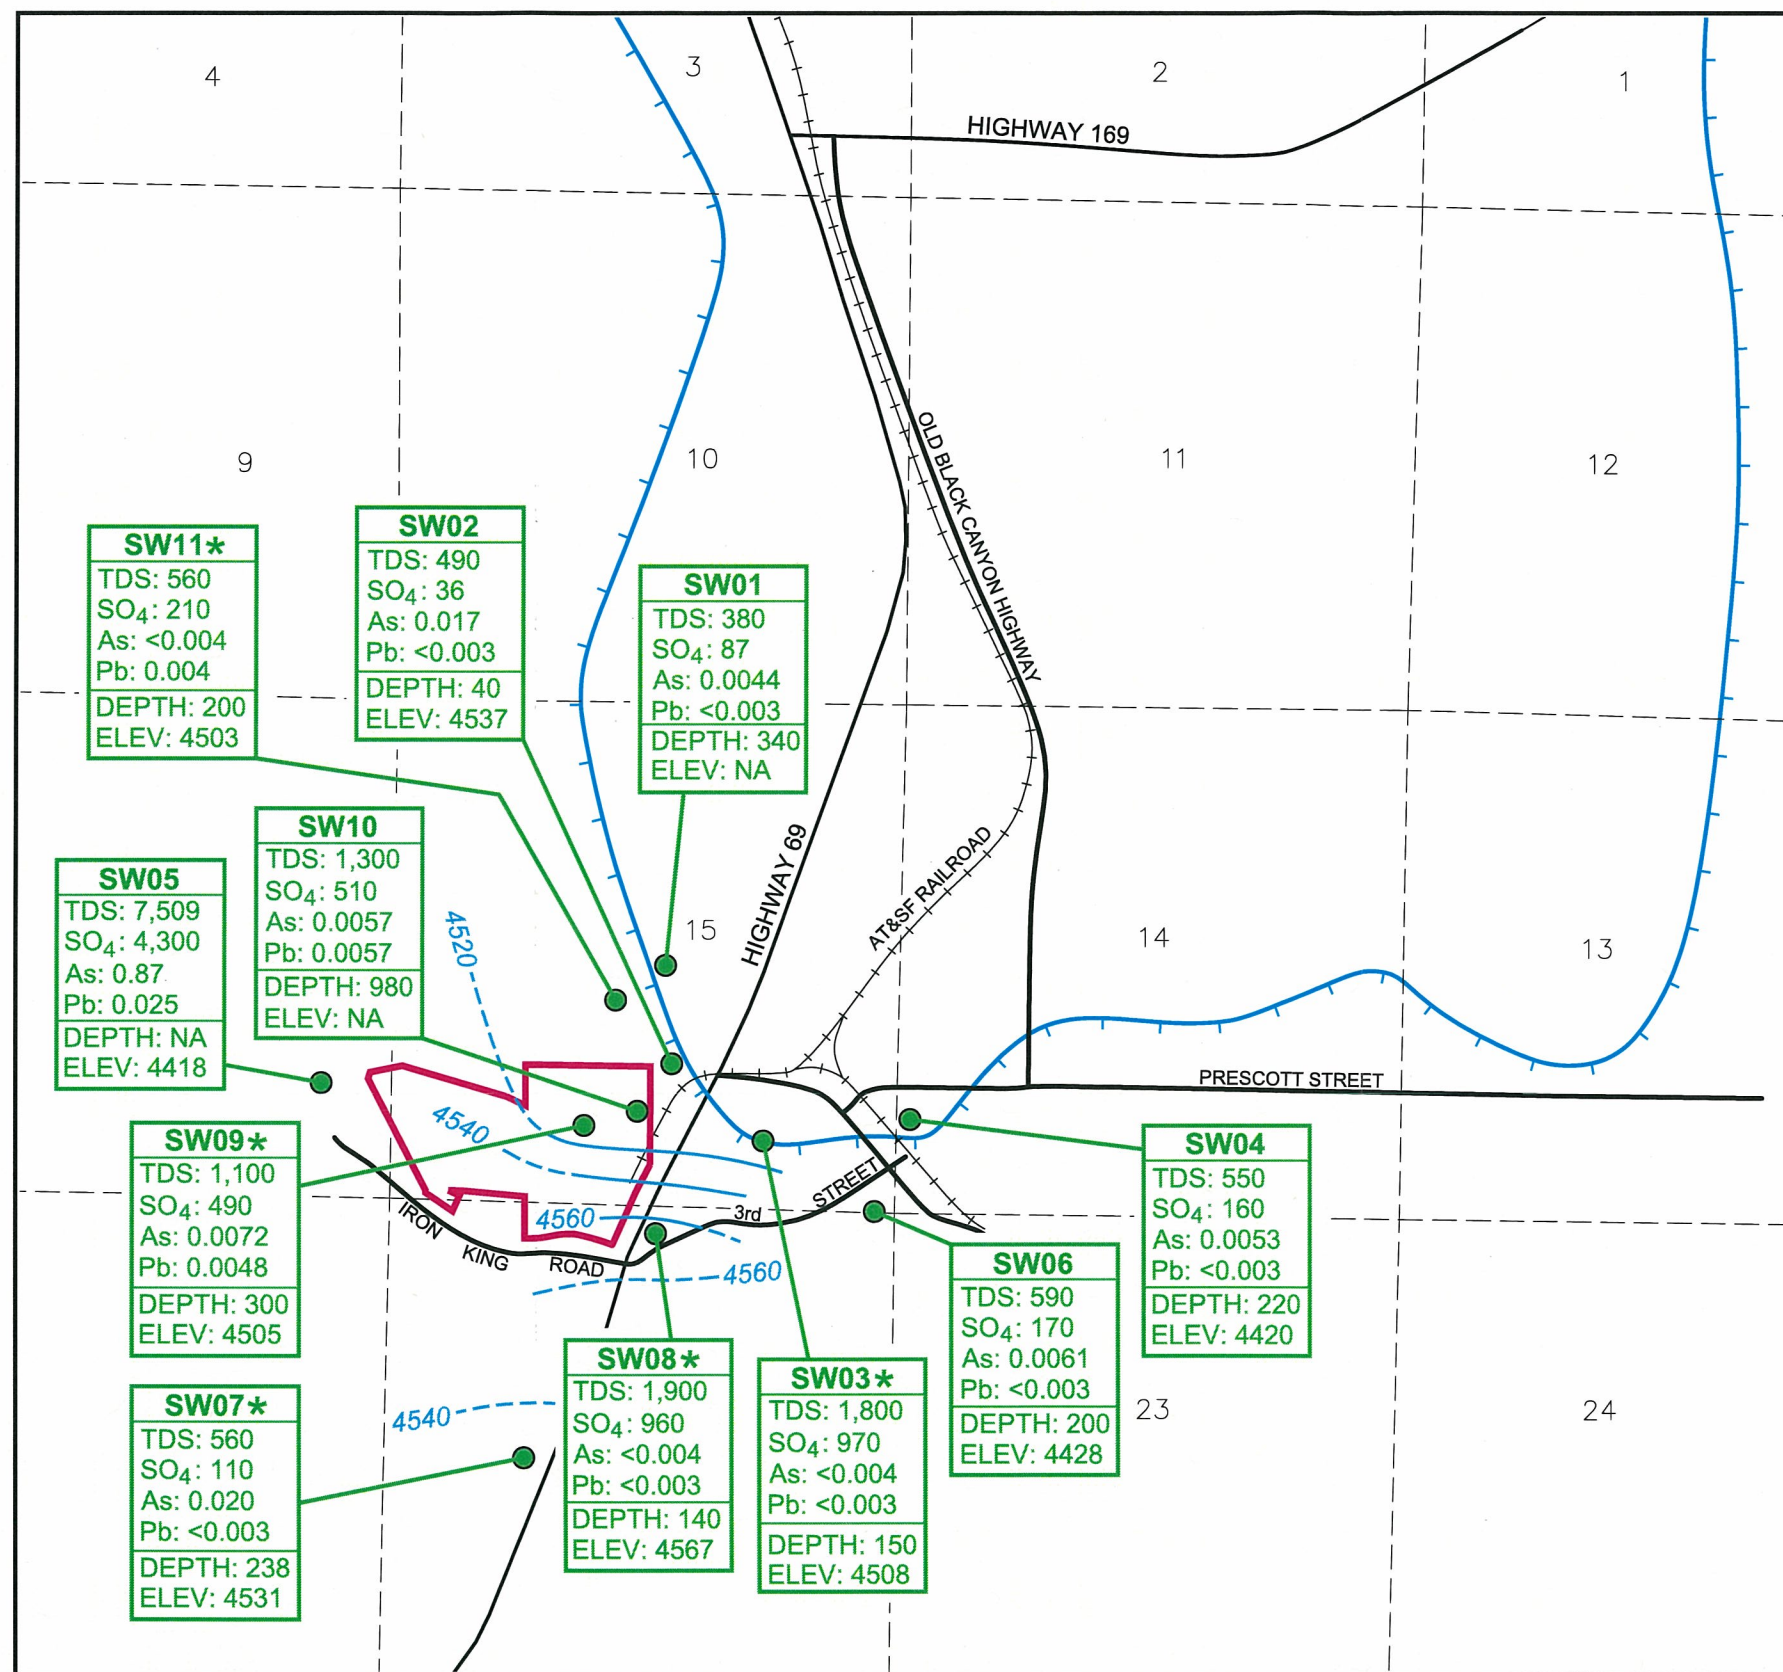 4
3
2
1
HIGHWAY 169
9
10
11
12
OLD BLACK CANYON HIGHWAY
SW11*
TDS: 560
SO₄: 210
As: <0.004
Pb: 0.004
DEPTH: 200
ELEV: 4503
SW02
TDS: 490
SO₄: 36
As: 0.017
Pb: <0.003
DEPTH: 40
ELEV: 4537
SW01
TDS: 380
SO₄: 87
As: 0.0044
Pb: <0.003
DEPTH: 340
ELEV: NA
SW10
TDS: 1,300
SO₄: 510
As: 0.0057
Pb: 0.0057
DEPTH: 980
ELEV: NA
SW05
TDS: 7,509
SO₄: 4,300
As: 0.87
Pb: 0.025
DEPTH: NA
ELEV: 4418
4520
15
HIGHWAY 69
AT&SF RAILROAD
14
13
PRESCOTT STREET
4540
SW09*
TDS: 1,100
SO₄: 490
As: 0.0072
Pb: 0.0048
DEPTH: 300
ELEV: 4505
IRON KING ROAD
4560
3rd STREET
4560
SW04
TDS: 550
SO₄: 160
As: 0.0053
Pb: <0.003
DEPTH: 220
ELEV: 4420
SW06
TDS: 590
SO₄: 170
As: 0.0061
Pb: <0.003
DEPTH: 200
ELEV: 4428
SW08*
TDS: 1,900
SO₄: 960
As: <0.004
Pb: <0.003
DEPTH: 140
ELEV: 4567
SW03*
TDS: 1,800
SO₄: 970
As: <0.004
Pb: <0.003
DEPTH: 150
ELEV: 4508
SW07*
TDS: 560
SO₄: 110
As: 0.020
Pb: <0.003
DEPTH: 238
ELEV: 4531
4540
23
24